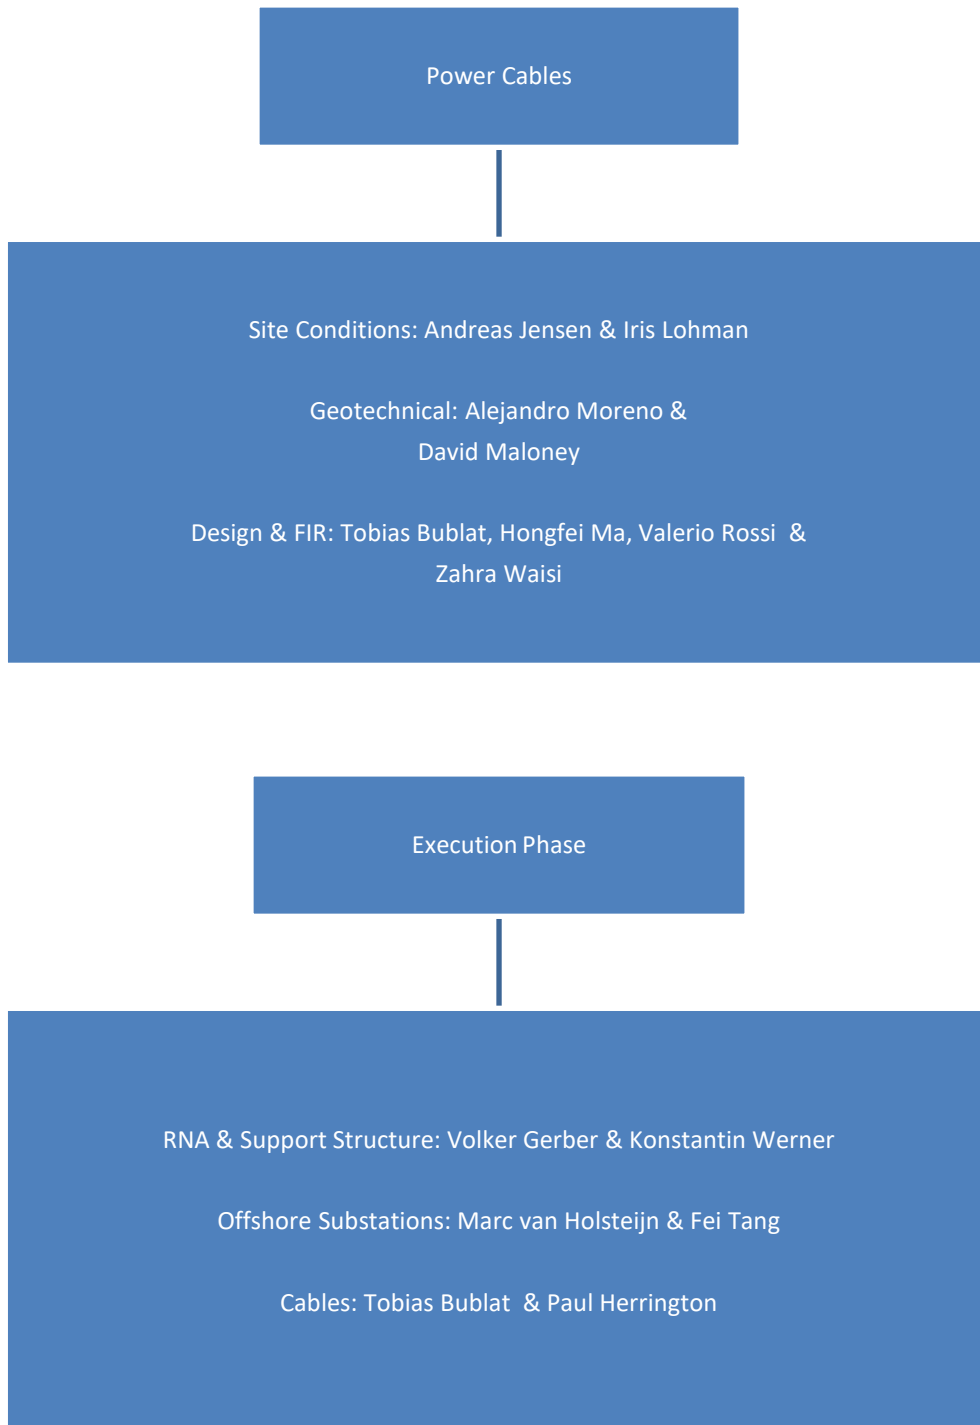 Power Cables
Site Conditions: Andreas Jensen & Iris Lohman
Geotechnical: Alejandro Moreno &
David Maloney
Design & FIR: Tobias Bublat, Hongfei Ma, Valerio Rossi &
Zahra Waisi
Execution Phase
RNA & Support Structure: Volker Gerber & Konstantin Werner
Offshore Substations: Marc van Holsteijn & Fei Tang
Cables: Tobias Bublat & Paul Herrington